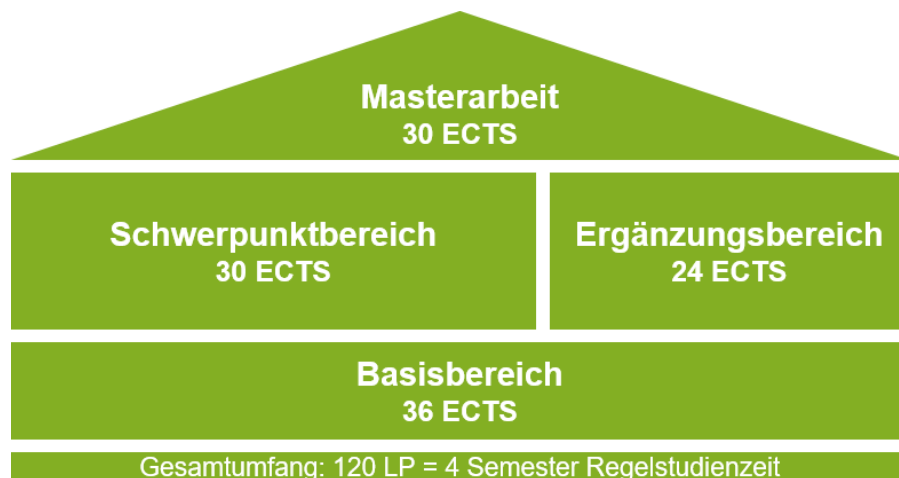 Masterarbeit
30 ECTS
Schwerpunktbereich
30 ECTS
Ergänzungsbereich
24 ECTS
Basisbereich
36 ECTS
Gesamtumfang: 120 LP = 4 Semester Regelstudienzeit